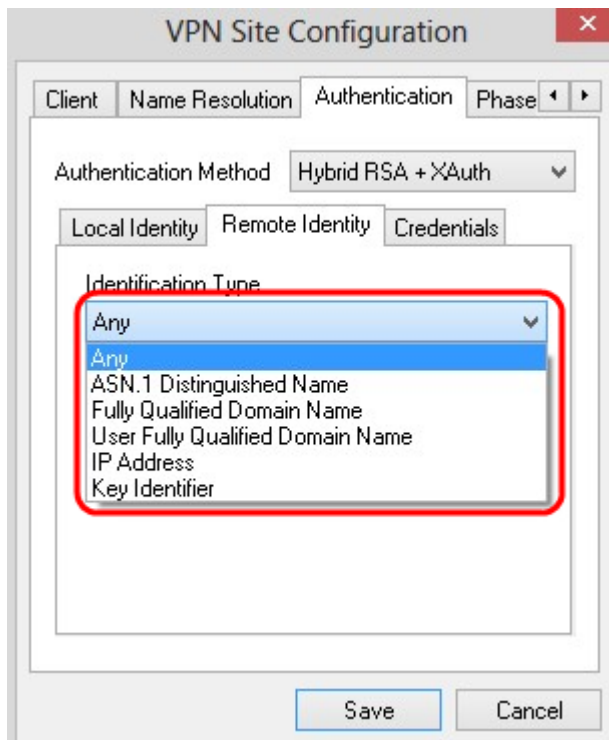 VPN Site Configuration
Client Name Resolution Authentication Phase
Authentication Method Hybrid RSA + XAuth
Local Identity Remote Identity Credentials
Identification Type
Any
Any
ASN.1 Distinguished Name
Fully Qualified Domain Name
User Fully Qualified Domain Name
IP Address
Key Identifier
Save Cancel